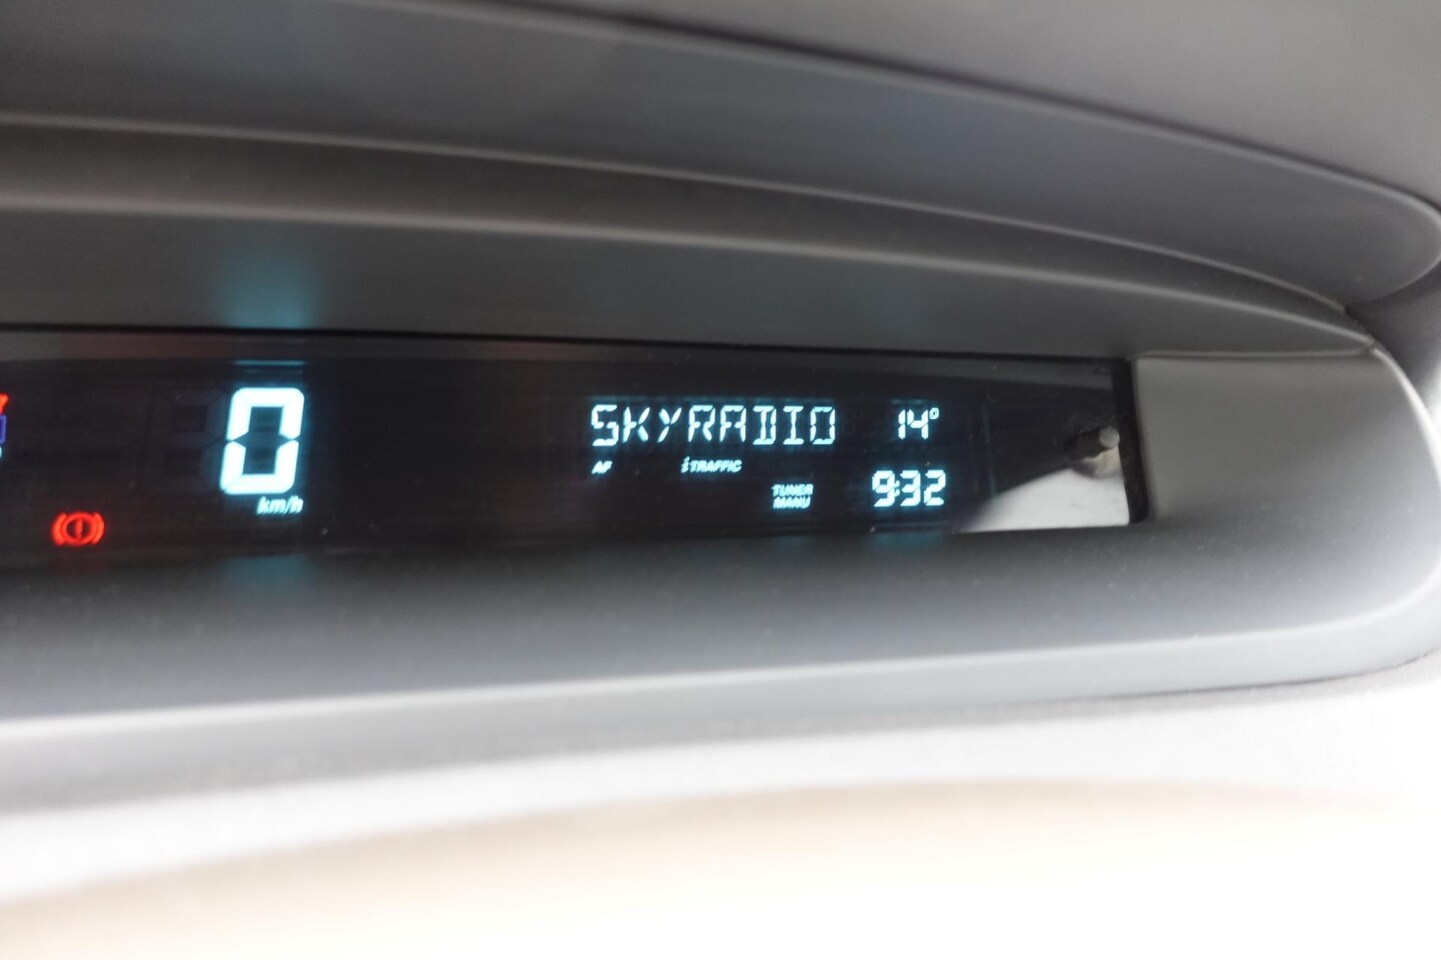 0
km/h
SKYRADIO 14°
AF i TRAFFIC
TUNER
MANU
9:32